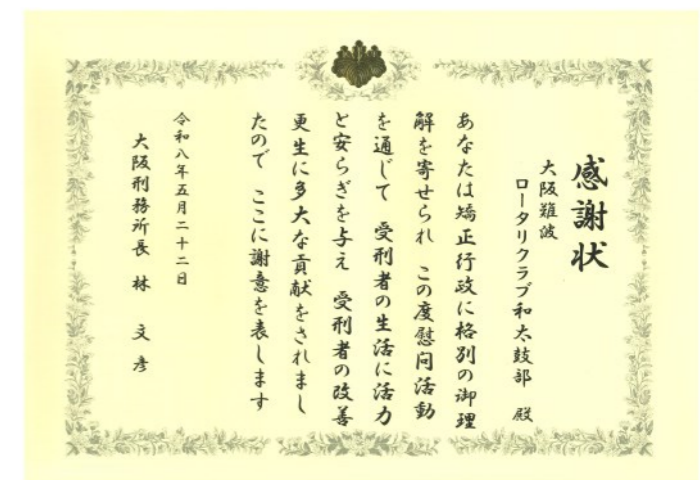 感謝状
大阪難波
ロータリクラブ和太鼓部 殿
あなたは矯正行政に格別の御理
解を寄せられ この度慰問活動
を通じて 受刑者の生活に活力
と安らぎを与え 受刑者の改善
更生に多大な貢献をされまし
たので ここに謝意を表します
令和八年五月二十二日
大阪刑務所長 林 文彦